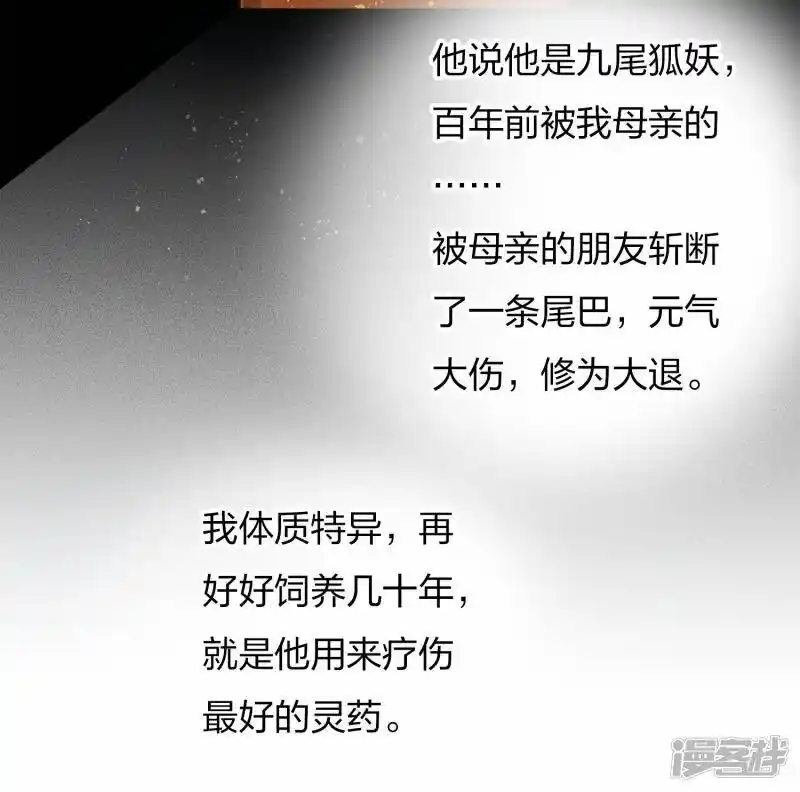 他说他是九尾狐妖，
百年前被我母亲的
……
被母亲的朋友斩断
了一条尾巴，元气
大伤，修为大退。
我体质特异，再
好好饲养几十年，
就是他用来疗伤
最好的灵药。
漫客栈